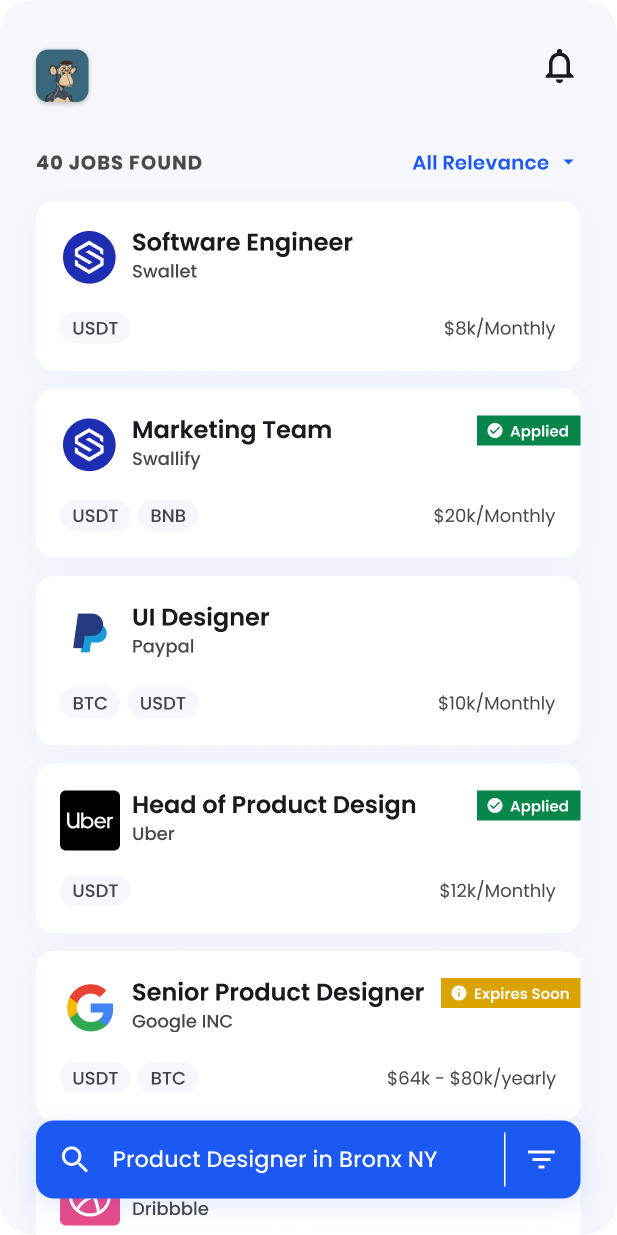 40 JOBS FOUND
All Relevance
Software Engineer
Swallet
USDT
$8k/Monthly
Marketing Team
Applied
Swallify
USDT
BNB
$20k/Monthly
UI Designer
Paypal
BTC
USDT
$10k/Monthly
Uber
Head of Product Design
Applied
Uber
USDT
$12k/Monthly
Senior Product Designer
Expires Soon
Google INC
USDT
BTC
$64k - $80k/yearly
Product Designer in Bronx NY
Dribbble